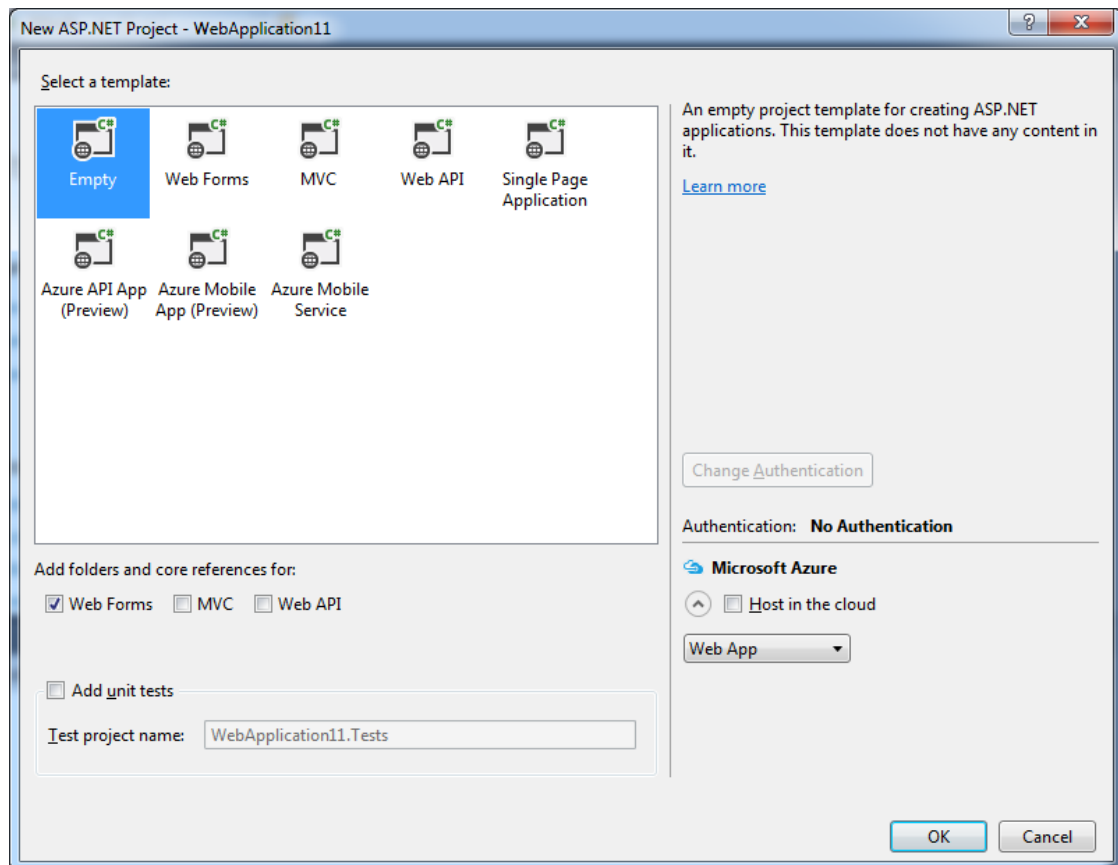 New ASP.NET Project - WebApplication11
Select a template:
C#
Empty
C#
Web Forms
C#
MVC
C#
Web API
C#
Single Page
Application
C#
Azure API App
(Preview)
C#
Azure Mobile
App (Preview)
C#
Azure Mobile
Service
An empty project template for creating ASP.NET
applications. This template does not have any content in
it.
Learn more
Change Authentication
Authentication: No Authentication
Microsoft Azure
Host in the cloud
Web App
Add folders and core references for:
Web Forms MVC Web API
Add unit tests
Test project name: WebApplication11.Tests
OK Cancel